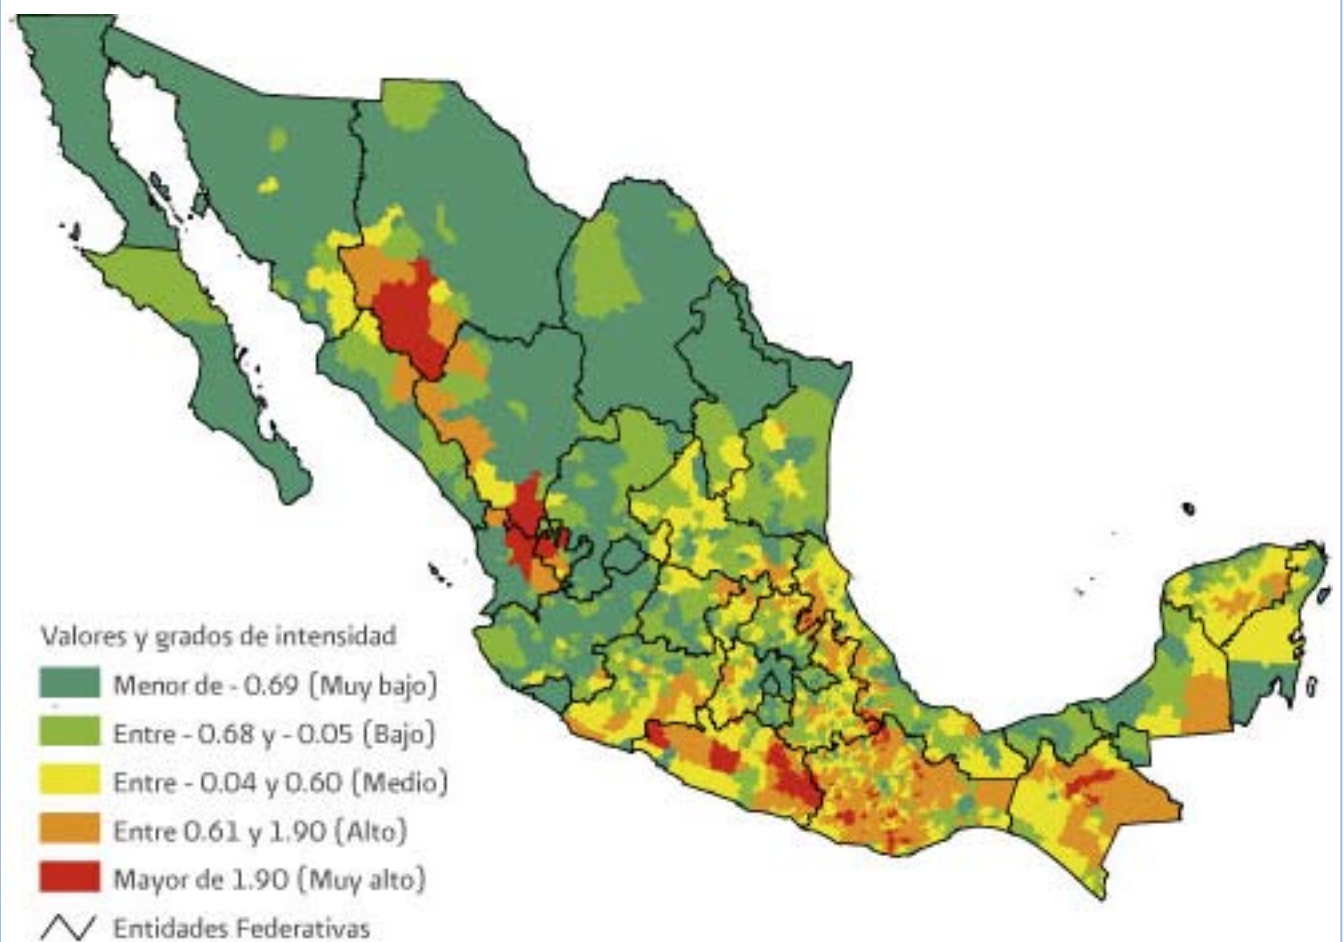 Valores y grados de intensidad
Menor de - 0.69 (Muy bajo)
Entre - 0.68 y - 0.05 (Bajo)
Entre - 0.04 y 0.60 (Medio)
Entre 0.61 y 1.90 (Alto)
Mayor de 1.90 (Muy alto)
Entidades Federativas